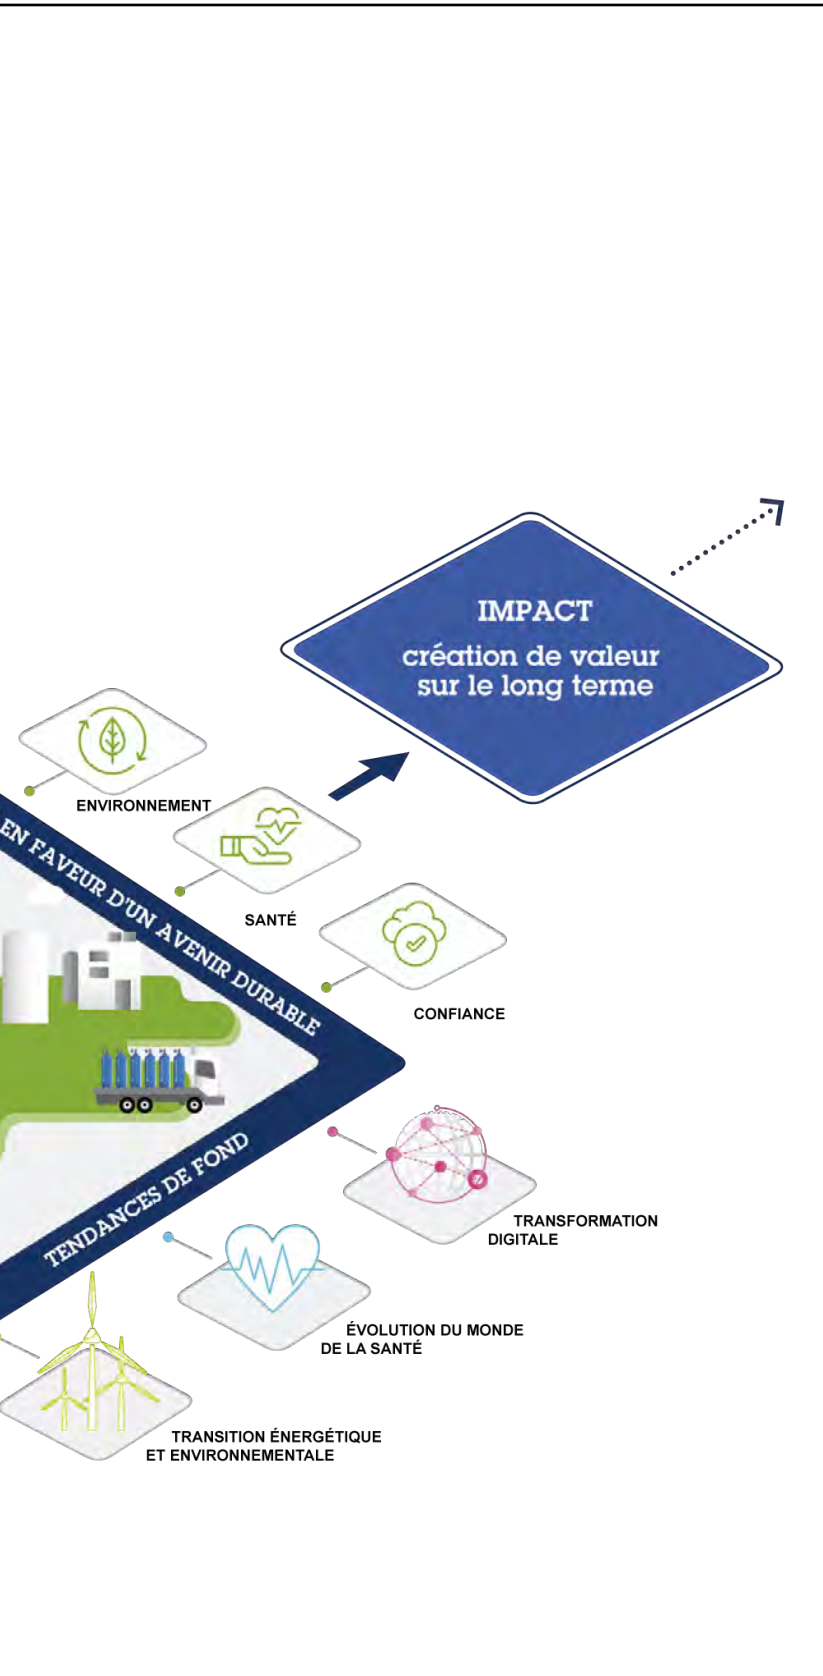 IMPACT
création de valeur
sur le long terme
ENVIRONNEMENT
EN FAVEUR D'UN AVENIR DURABLE
SANTÉ
CONFIANCE
TENDANCES DE FOND
TRANSFORMATION
DIGITALE
ÉVOLUTION DU MONDE
DE LA SANTÉ
TRANSITION ÉNERGÉTIQUE
ET ENVIRONNEMENTALE